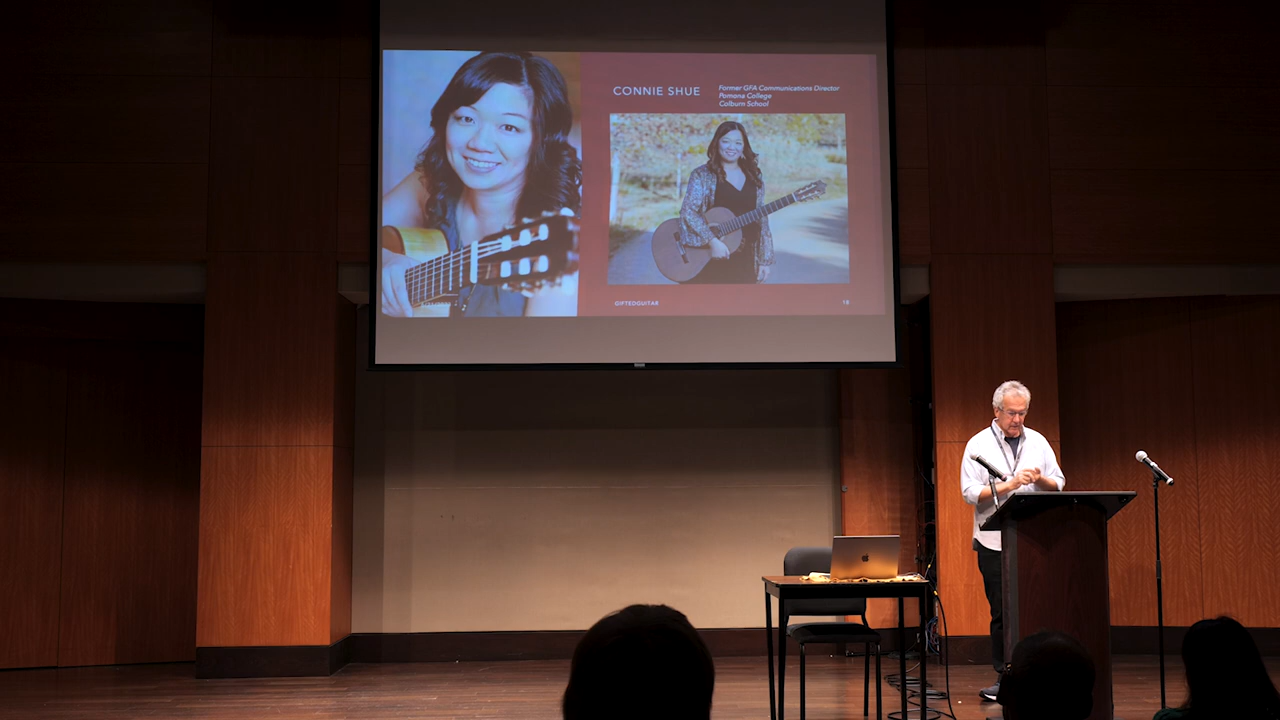 CONNIE SHUE
Former GFA Communications Director
Pomona College
Colburn School
GIFTEDGUITAR
18